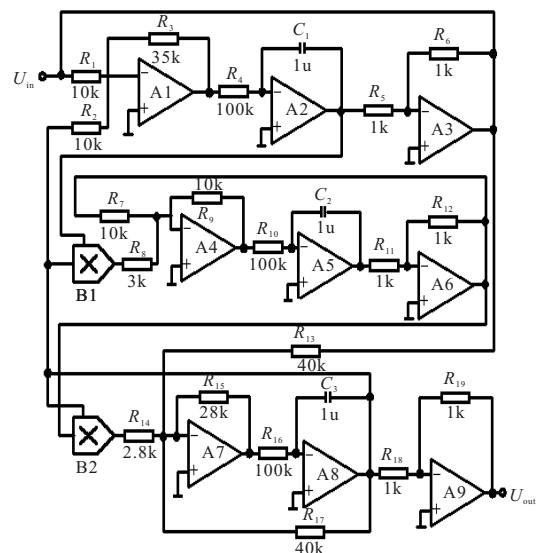 R3
35k
C1
1u
R6
1k
Uin
R1
10k
A1
R4
100k
A2
R5
1k
A3
R2
10k
R7
10k
10k
R9
A4
R10
100k
C2
1u
A5
R11
1k
R12
1k
A6
B1
R8
3k
R13
40k
R14
2.8k
B2
R15
28k
A7
R16
100k
C3
1u
A8
R17
40k
R18
1k
R19
1k
A9
Uout